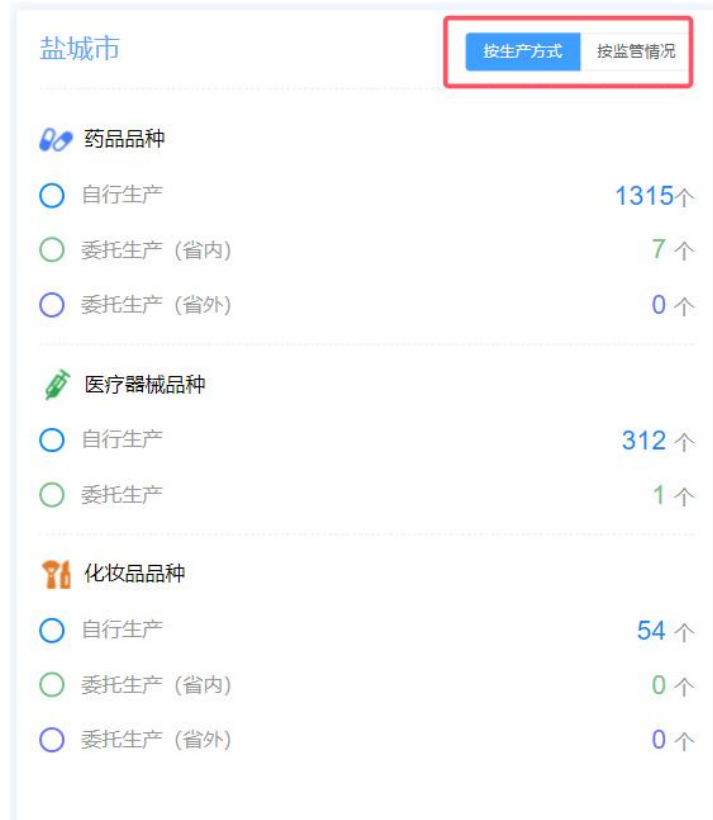 盐城市 按生产方式 按监管情况
药品品种
自行生产 1315个
委托生产（省内） 7 个
委托生产（省外） 0 个
医疗器械品种
自行生产 312 个
委托生产 1 个
化妆品品种
自行生产 54 个
委托生产（省内） 0 个
委托生产（省外） 0 个